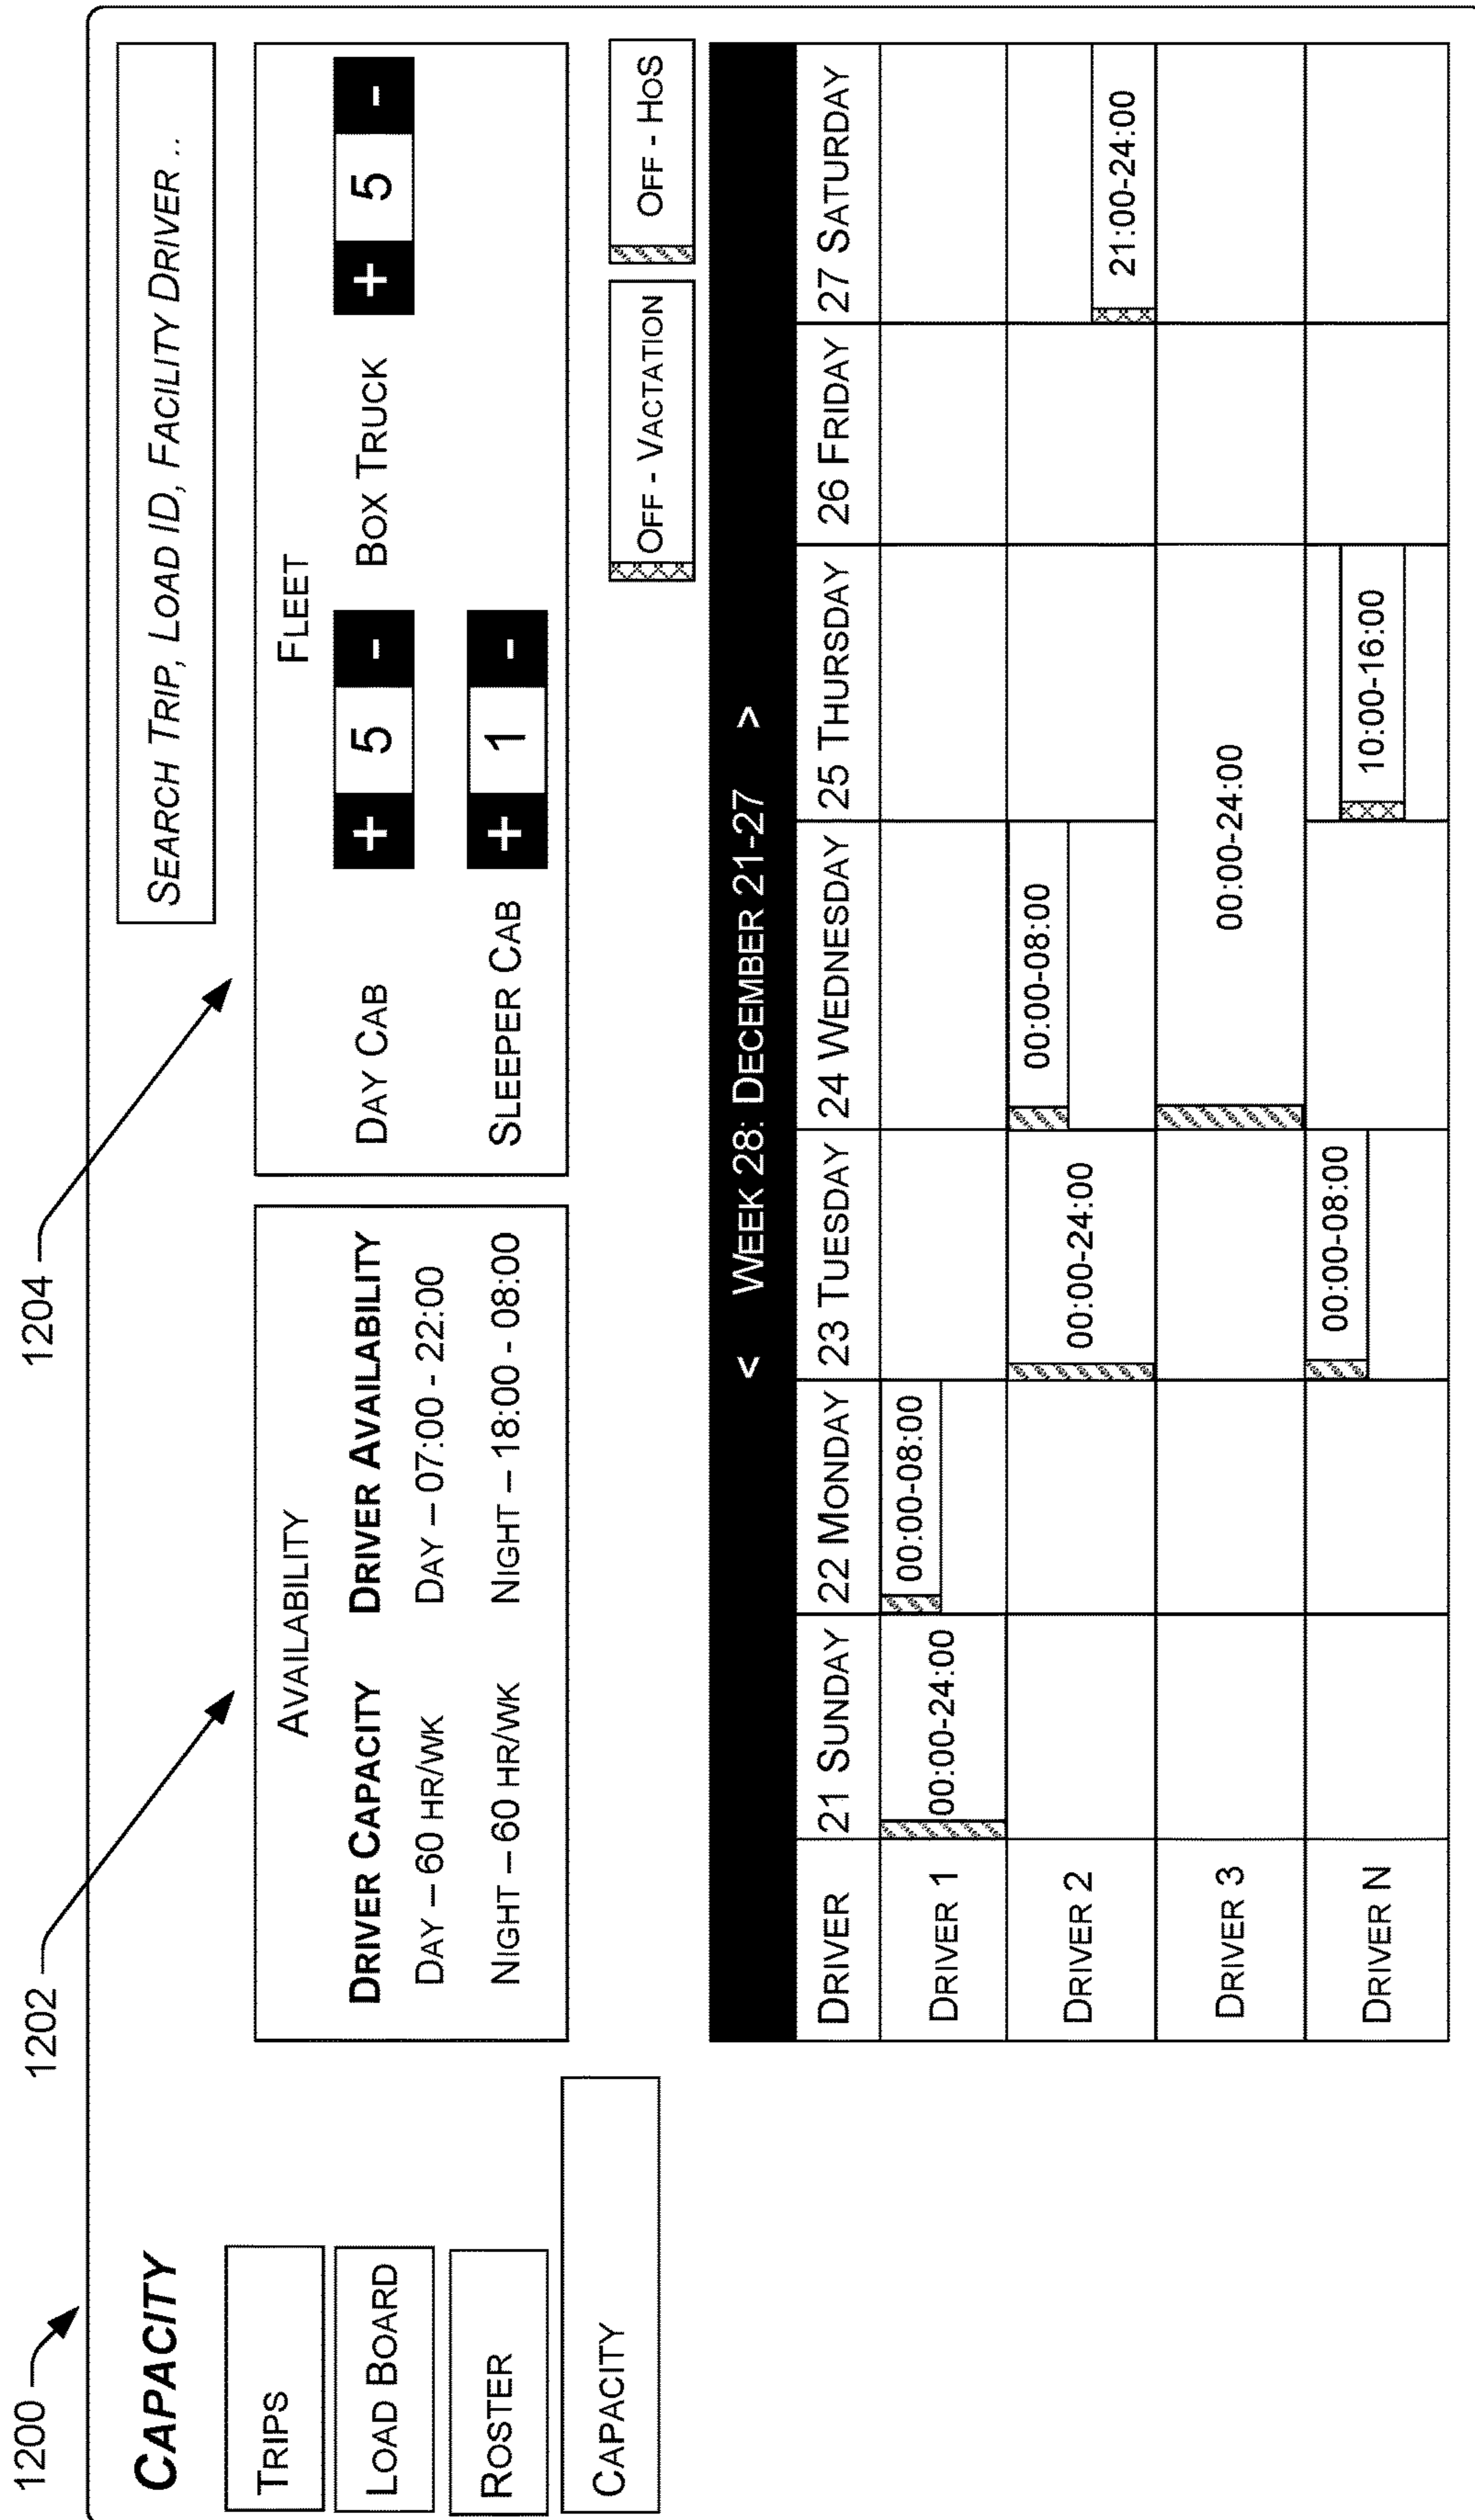 1200
1202
1204
CAPACITY
SEARCH TRIP, LOAD ID, FACILITY DRIVER ..
TRIPS
LOAD BOARD
ROSTER
CAPACITY
AVAILABILITY
DRIVER CAPACITY DRIVER AVAILABILITY
DAY – 60 HR/WK DAY – 07:00 - 22:00
NIGHT – 60 HR/WK NIGHT – 18:00 - 08:00
FLEET
DAY CAB + 5 - BOX TRUCK + 5 -
SLEEPER CAB + 1 -
OFF - VACTATION OFF - HOS
< WEEK 28: DECEMBER 21-27 >
DRIVER 21 SUNDAY 22 MONDAY 23 TUESDAY 24 WEDNESDAY 25 THURSDAY 26 FRIDAY 27 SATURDAY
DRIVER 1 00:00-24:00 00:00-08:00
DRIVER 2 00:00-24:00 00:00-08:00 21:00-24:00
DRIVER 3 00:00-24:00
DRIVER N 00:00-08:00 10:00-16:00